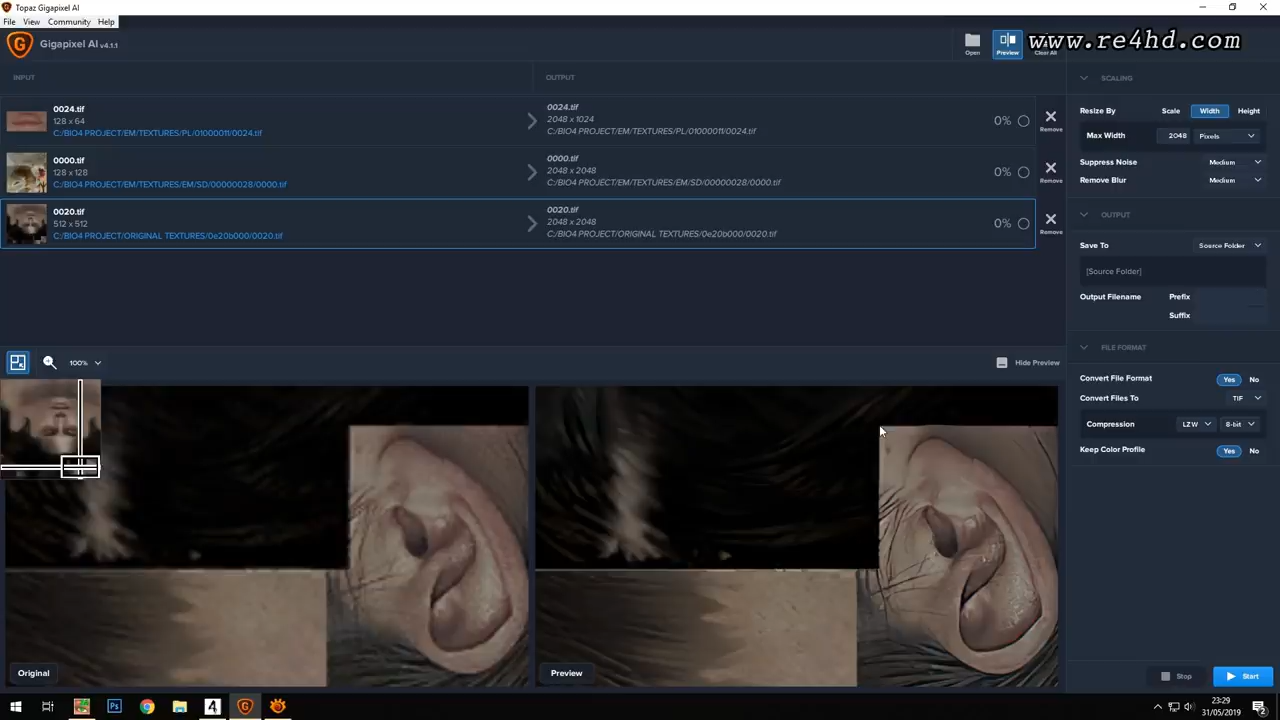 Topaz Gigapixel AI
File View Community Help
Gigapixel AI v4.1.1
Open
Preview
Clear All
www.re4hd.com
INPUT
OUTPUT
0024.tif
128 x 64
C:/BIO4 PROJECT/EM/TEXTURES/PL/01000011/0024.tif
0024.tif
2048 x 1024
C:/BIO4 PROJECT/EM/TEXTURES/PL/01000011/0024.tif
0%
Remove
0000.tif
128 x 128
C:/BIO4 PROJECT/EM/TEXTURES/EM/SD/00000028/0000.tif
0000.tif
2048 x 2048
C:/BIO4 PROJECT/EM/TEXTURES/EM/SD/00000028/0000.tif
0%
Remove
0020.tif
512 x 512
C:/BIO4 PROJECT/ORIGINAL TEXTURES/0e20b000/0020.tif
0020.tif
2048 x 2048
C:/BIO4 PROJECT/ORIGINAL TEXTURES/0e20b000/0020.tif
0%
Remove
100%
Hide Preview
Original
Preview
SCALING
Resize By Scale Width Height
Max Width 2048 Pixels
Suppress Noise Medium
Remove Blur Medium
OUTPUT
Save To Source Folder
[Source Folder]
Output Filename Prefix
Suffix
FILE FORMAT
Convert File Format Yes No
Convert Files To TIF
Compression LZW 8-bit
Keep Color Profile Yes No
Stop Start
23:29
31/05/2019
2